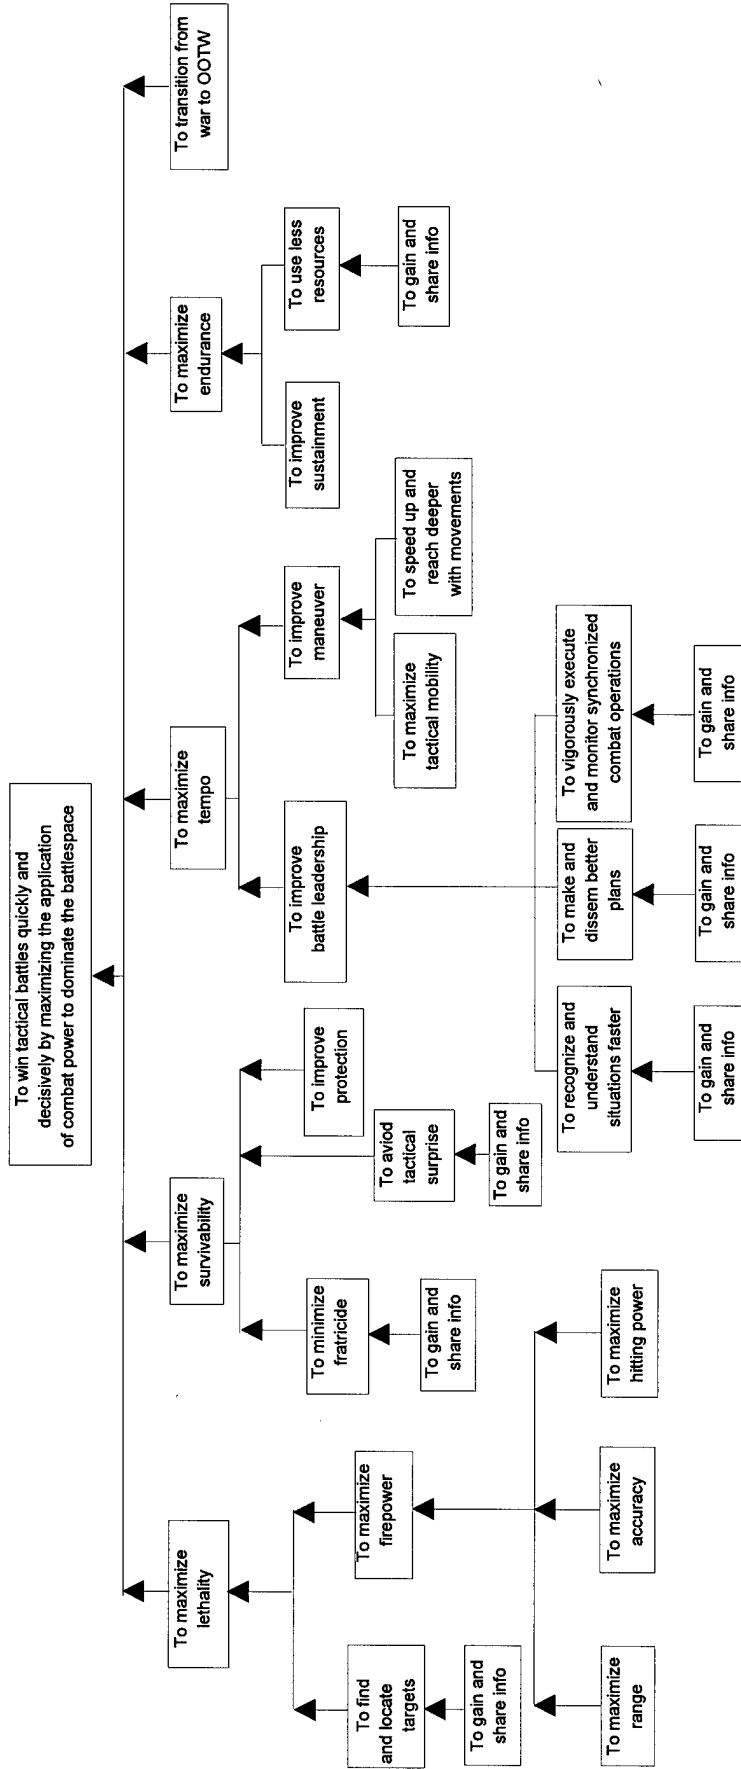 To win tactical battles quickly and
decisively by maximizing the application
of combat power to dominate the battlespace
To maximize
lethality
To maximize
survivability
To maximize
tempo
To maximize
endurance
To transition from
war to OOTW
To find
and locate
targets
To gain and
share info
To maximize
firepower
To maximize
range
To maximize
accuracy
To maximize
hitting power
To minimize
fratricide
To gain and
share info
To aviod
tactical
surprise
To gain and
share info
To improve
protection
To improve
battle leadership
To recognize and
understand
situations faster
To gain and
share info
To make and
dissem better
plans
To gain and
share info
To vigorously execute
and monitor synchronized
combat operations
To gain and
share info
To improve
maneuver
To maximize
tactical mobility
To speed up and
reach deeper
with movements
To improve
sustainment
To use less
resources
To gain and
share info